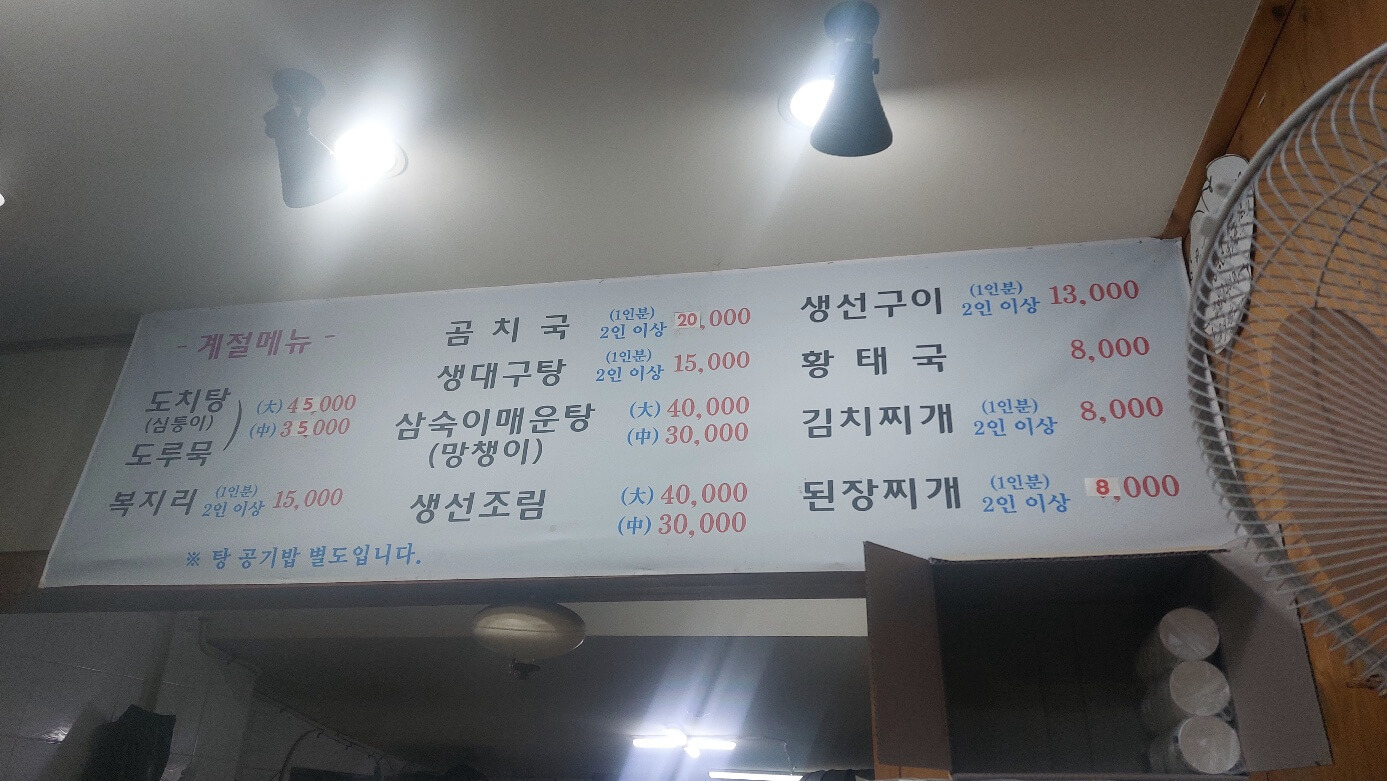 - 계절메뉴 -
도치탕
(심퉁이)
도루묵
(大) 45,000
(中) 35,000
복지리 (1인분) 2인 이상 15,000
곰 치 국 (1인분) 2인 이상 20,000
생대구탕 (1인분) 2인 이상 15,000
삼숙이매운탕 (大) 40,000
(망챙이) (中) 30,000
생선조림 (大) 40,000
(中) 30,000
생선구이 (1인분) 2인 이상 13,000
황 태 국 8,000
김치찌개 (1인분) 2인 이상 8,000
된장찌개 (1인분) 2인 이상 8,000
※ 탕 공기밥 별도입니다.